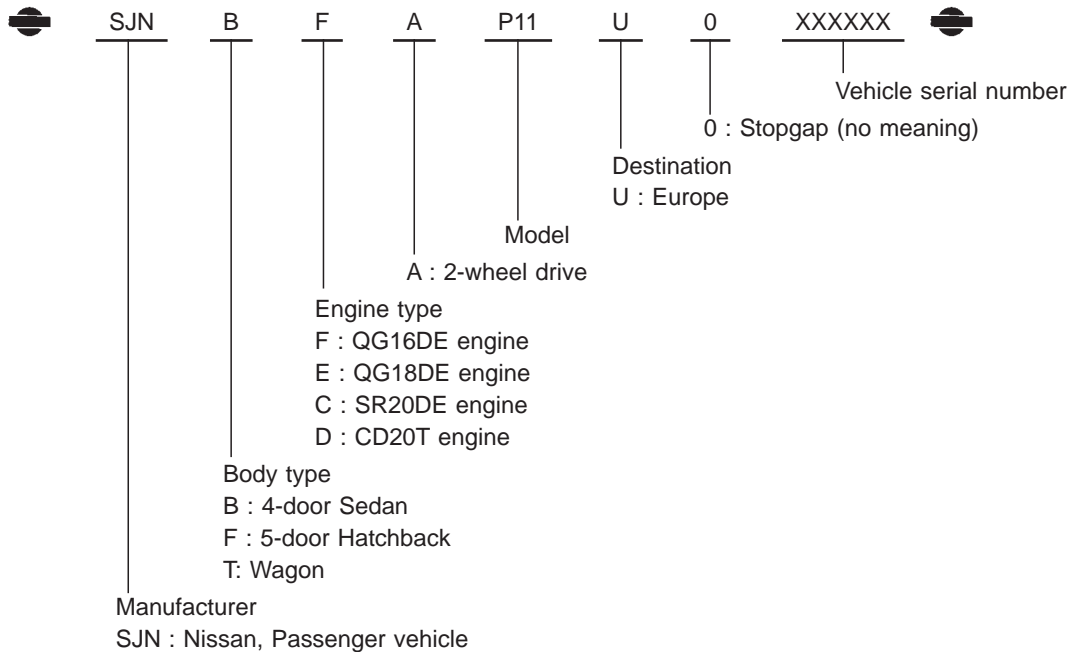 SJN B F A P11 U 0 XXXXXX
Vehicle serial number
0 : Stopgap (no meaning)
Destination
U : Europe
Model
A : 2-wheel drive
Engine type
F : QG16DE engine
E : QG18DE engine
C : SR20DE engine
D : CD20T engine
Body type
B : 4-door Sedan
F : 5-door Hatchback
T: Wagon
Manufacturer
SJN : Nissan, Passenger vehicle